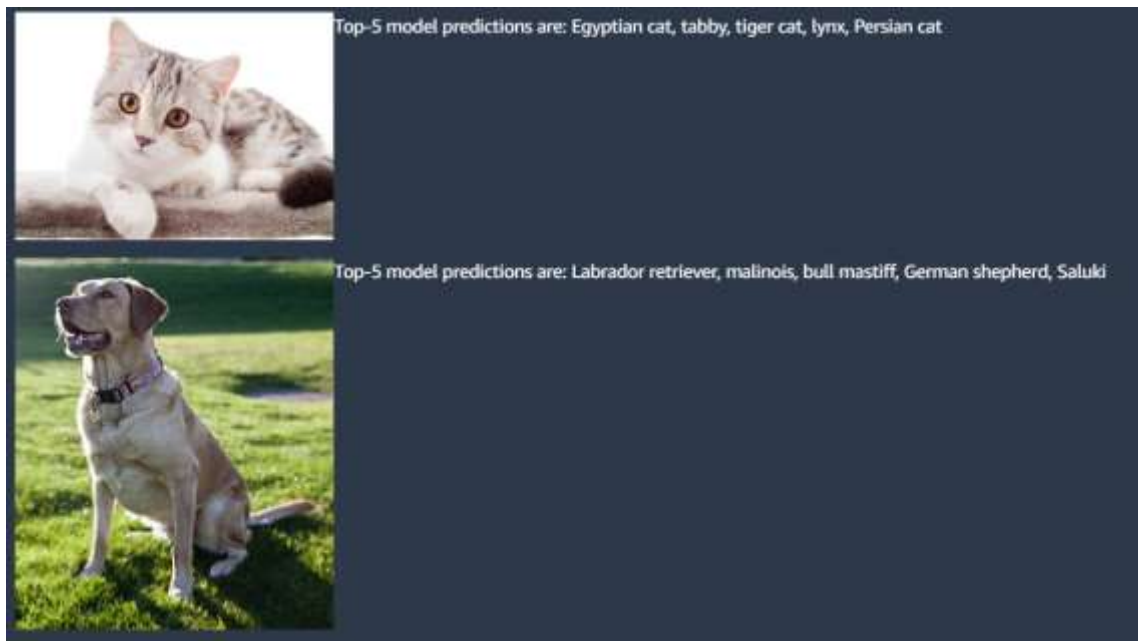 Top-5 model predictions are: Egyptian cat, tabby, tiger cat, lynx, Persian cat
Top-5 model predictions are: Labrador retriever, malinois, bull mastiff, German shepherd, Saluki